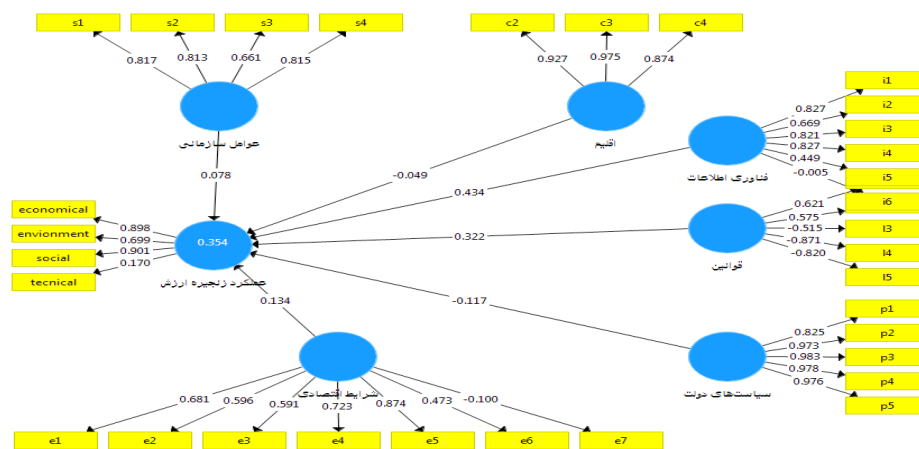 s1 s2 s3 s4
0.817 0.813 0.661 0.815
عوامل سازمانی
c2 c3 c4
0.927 0.975 0.874
اقلیم
i1
i2
i3
i4
i5
i6
0.827
0.669
0.821
0.827
0.449
-0.005
فناوری اطلاعات
0.078
-0.049
0.434
0.322
-0.117
0.134
economical
envionment
social
tecnical
0.898
0.699
0.901
0.170
0.354
عملکرد زنجیره ارزش
0.621
0.575
-0.515
-0.871
-0.820
l3
l4
l5
قوانین
p1
p2
p3
p4
p5
0.825
0.973
0.983
0.978
0.976
سیاست‌های دولت
شرایط اقتصادی
0.681 0.596 0.591 0.723 0.874 0.473 -0.100
e1 e2 e3 e4 e5 e6 e7